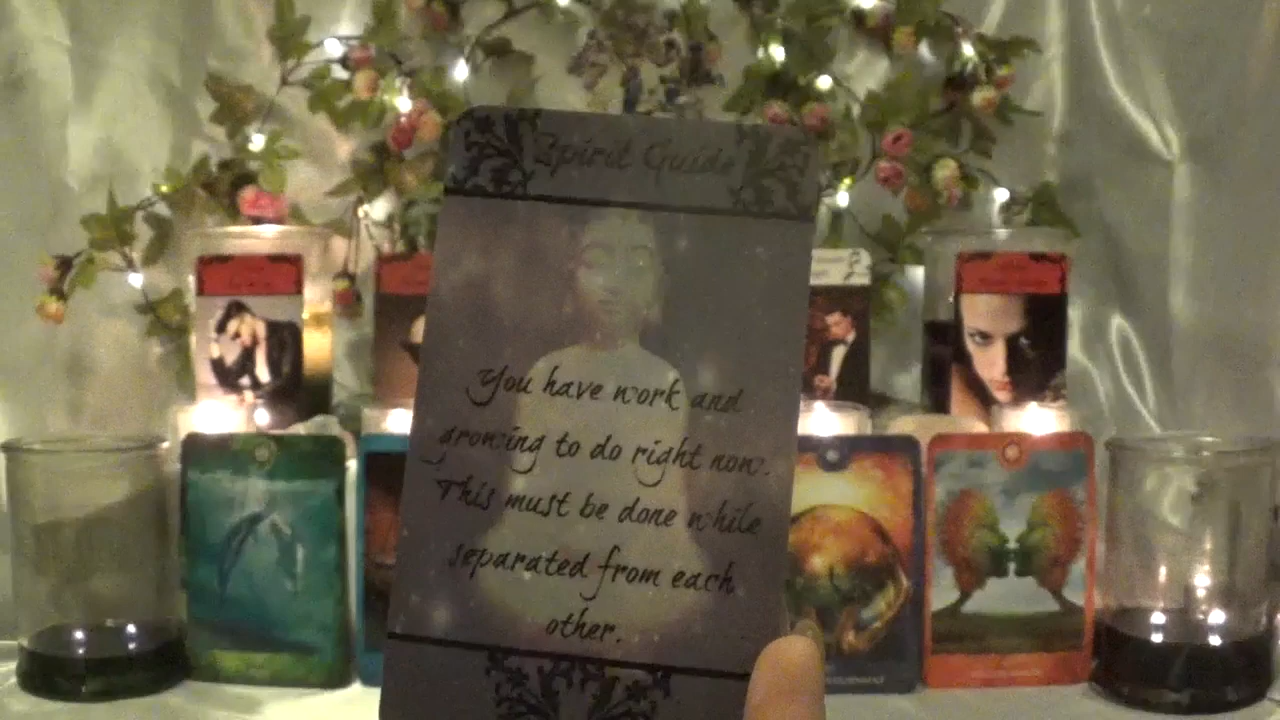 Spirit Guide
You have work and
growing to do right now.
This must be done while
separated from each
other.